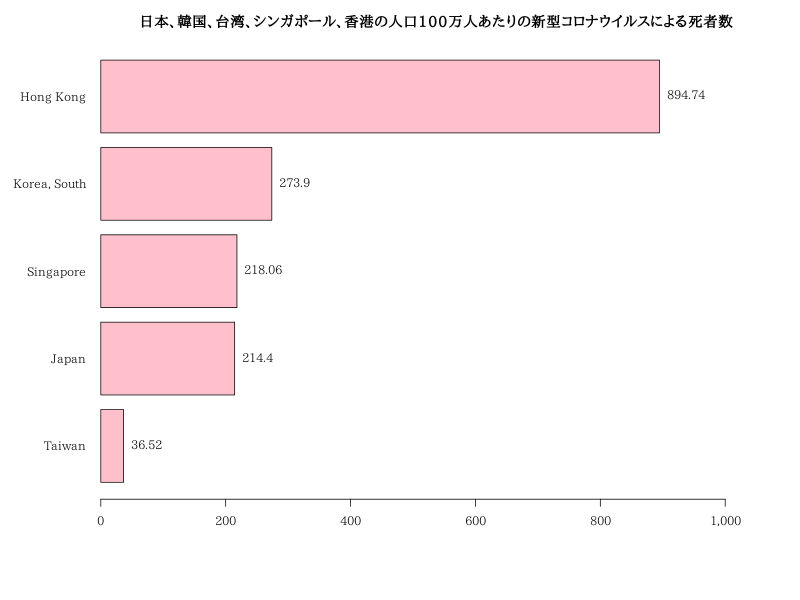 日本、韓国、台湾、シンガポール、香港の人口100万人あたりの新型コロナウイルスによる死者数
Hong Kong 894.74
Korea, South 273.9
Singapore 218.06
Japan 214.4
Taiwan 36.52
0 200 400 600 800 1,000